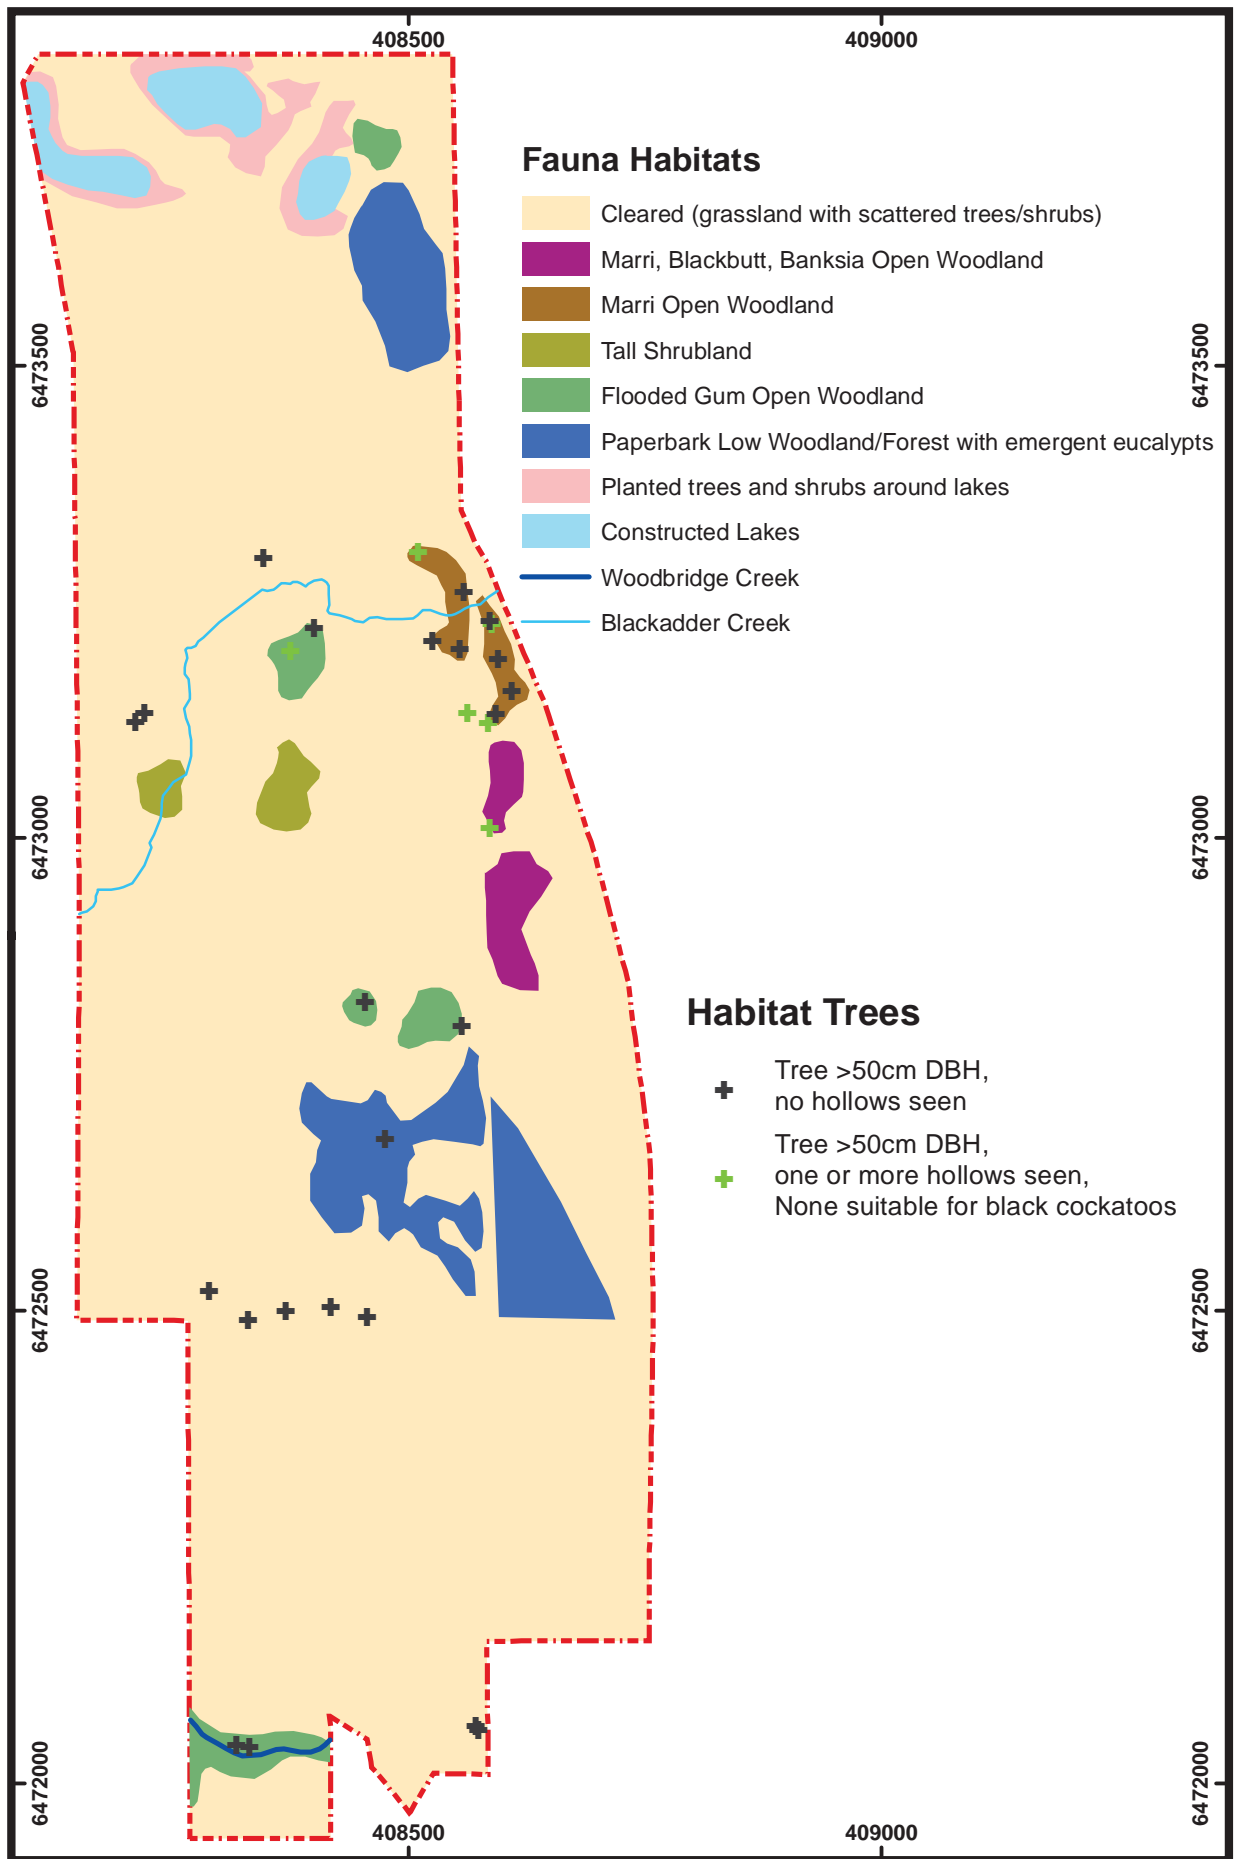 408500
409000
Fauna Habitats
Cleared (grassland with scattered trees/shrubs)
Marri, Blackbutt, Banksia Open Woodland
Marri Open Woodland
Tall Shrubland
Flooded Gum Open Woodland
Paperbark Low Woodland/Forest with emergent eucalypts
Planted trees and shrubs around lakes
Constructed Lakes
Woodbridge Creek
Blackadder Creek
6473500
6473500
6473000
6473000
Habitat Trees
Tree >50cm DBH,
no hollows seen
Tree >50cm DBH,
one or more hollows seen,
None suitable for black cockatoos
6472500
6472500
6472000
6472000
408500
409000